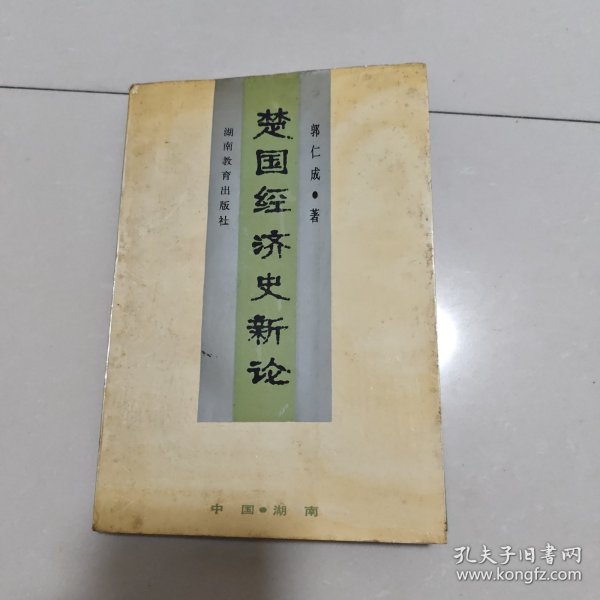 郭仁成·著
楚国经济史新论
湖南教育出版社
中国·湖南
孔夫子旧书网
www.kongfz.com